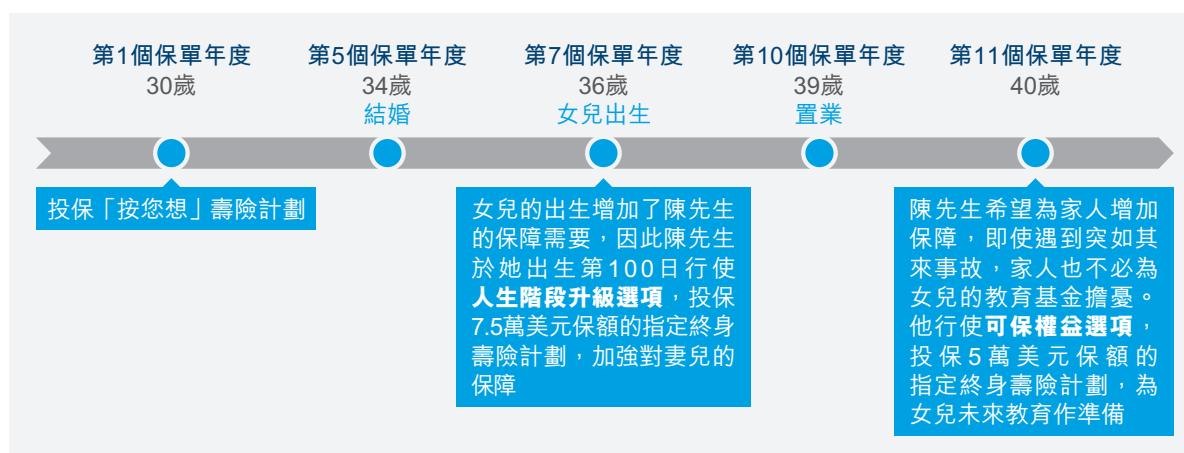 第1個保單年度
30歲
第5個保單年度
34歲
結婚
第7個保單年度
36歲
女兒出生
第10個保單年度
39歲
置業
第11個保單年度
40歲
投保「按您想」壽險計劃
女兒的出生增加了陳先生
的保障需要，因此陳先生
於她出生第100日行使
人生階段升級選項，投保
7.5萬美元保額的指定終身
壽險計劃，加強對妻兒的
保障
陳先生希望為家人增加
保障，即使遇到突如其
來事故，家人也不必為
女兒的教育基金擔憂。
他行使可保權益選項，
投保5萬美元保額的
指定終身壽險計劃，為
女兒未來教育作準備